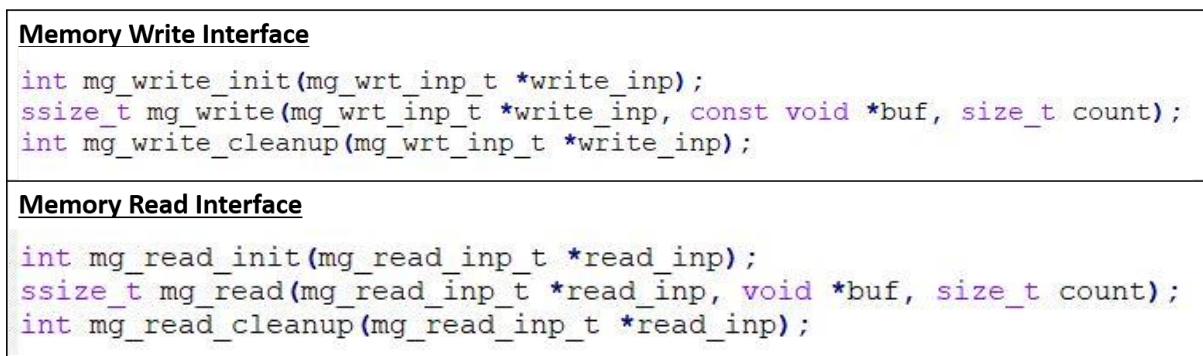 Memory Write Interface
int mg_write_init(mg_wrt_inp_t *write_inp);
ssize_t mg_write(mg_wrt_inp_t *write_inp, const void *buf, size_t count);
int mg_write_cleanup(mg_wrt_inp_t *write_inp);
Memory Read Interface
int mg_read_init(mg_read_inp_t *read_inp);
ssize_t mg_read(mg_read_inp_t *read_inp, void *buf, size_t count);
int mg_read_cleanup(mg_read_inp_t *read_inp);